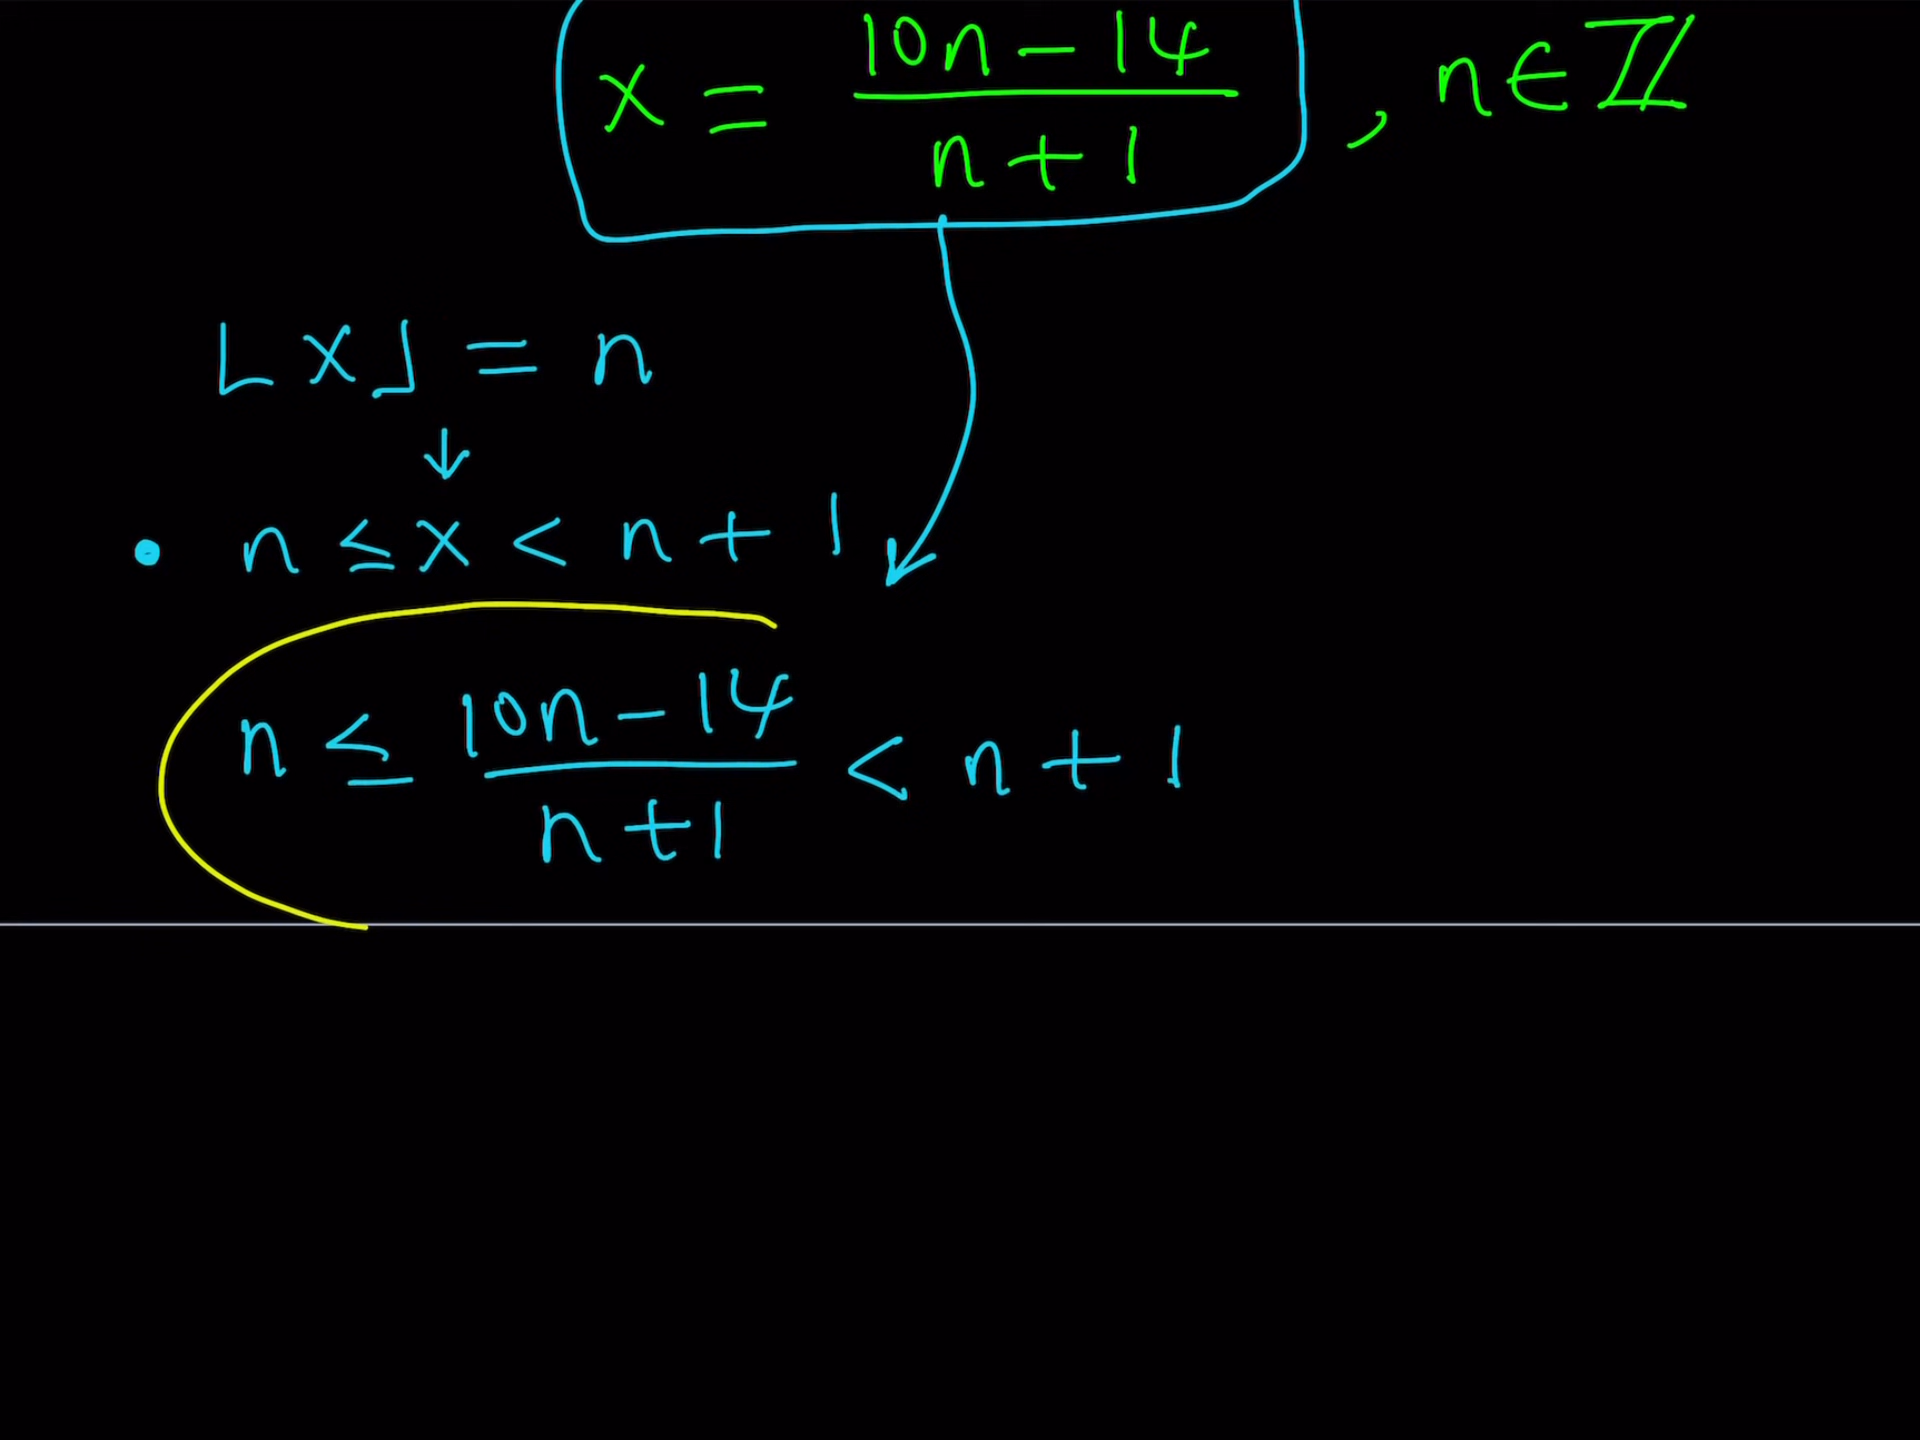 x = (10n - 14)/(n + 1), n ∈ ℤ
⌊x⌋ = n
↓
• n ≤ x < n + 1
n ≤ (10n - 14)/(n + 1) < n + 1